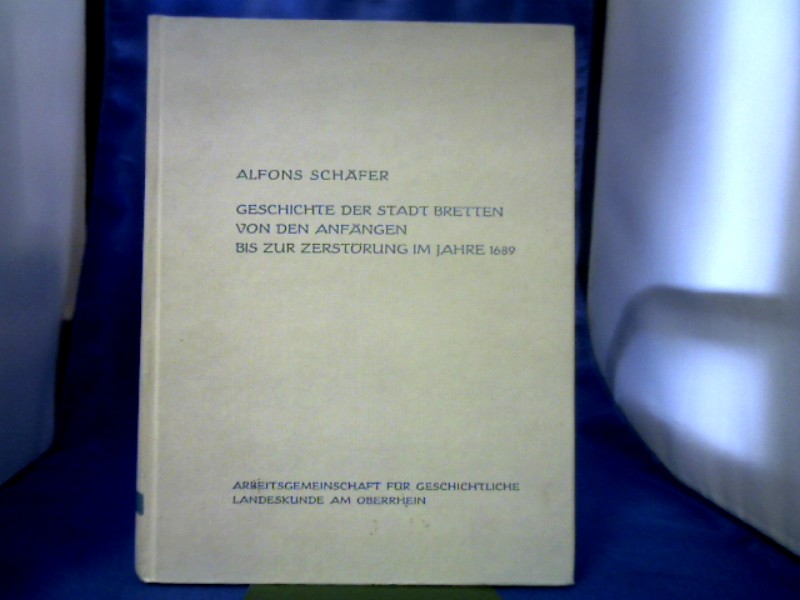 ALFONS SCHÄFER
GESCHICHTE DER STADT BRETTEN
VON DEN ANFÄNGEN
BIS ZUR ZERSTÖRUNG IM JAHRE 1689
ARBEITSGEMEINSCHAFT FÜR GESCHICHTLICHE
LANDESKUNDE AM OBERRHEIN